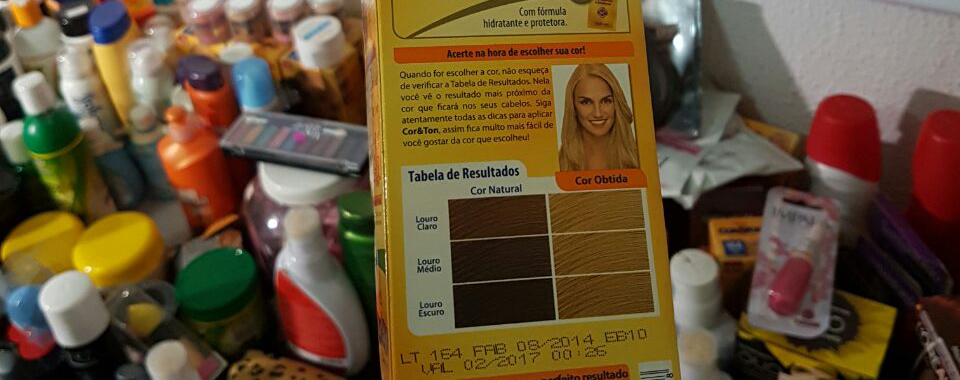 Com fórmula
hidratante e protetora.
Acerte na hora de escolher sua cor!
Quando for escolher a cor, não esqueça
de verificar a Tabela de Resultados. Nela
você vê o resultado mais próximo da
cor que ficará nos seus cabelos. Siga
atentamente todas as dicas para aplicar
Cor&Ton, assim fica muito mais fácil de
você gostar da cor que escolheu!
Tabela de Resultados
Cor Natural
Cor Obtida
Louro
Claro
Louro
Médio
Louro
Escuro
LT 164 FAB 08/2014 EB10
VAL 02/2017 00:26
perfeito resultado